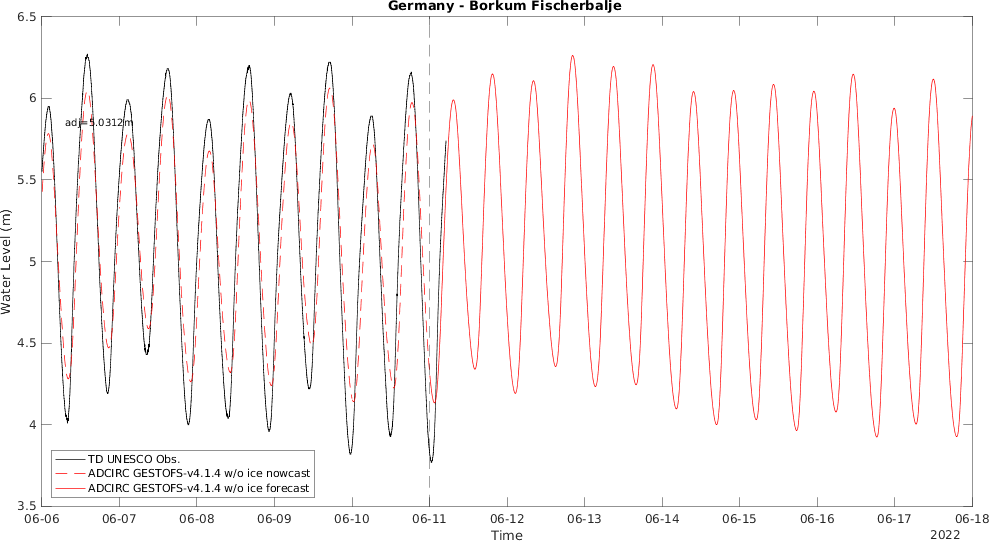 Germany - Borkum Fischerbalje
6.5
6
5.5
5
4.5
4
3.5
Water Level (m)
adj=5.0312m
TD UNESCO Obs.
ADCIRC GESTOFS-v4.1.4 w/o ice nowcast
ADCIRC GESTOFS-v4.1.4 w/o ice forecast
06-06 06-07 06-08 06-09 06-10 06-11 06-12 06-13 06-14 06-15 06-16 06-17 06-18
Time
2022